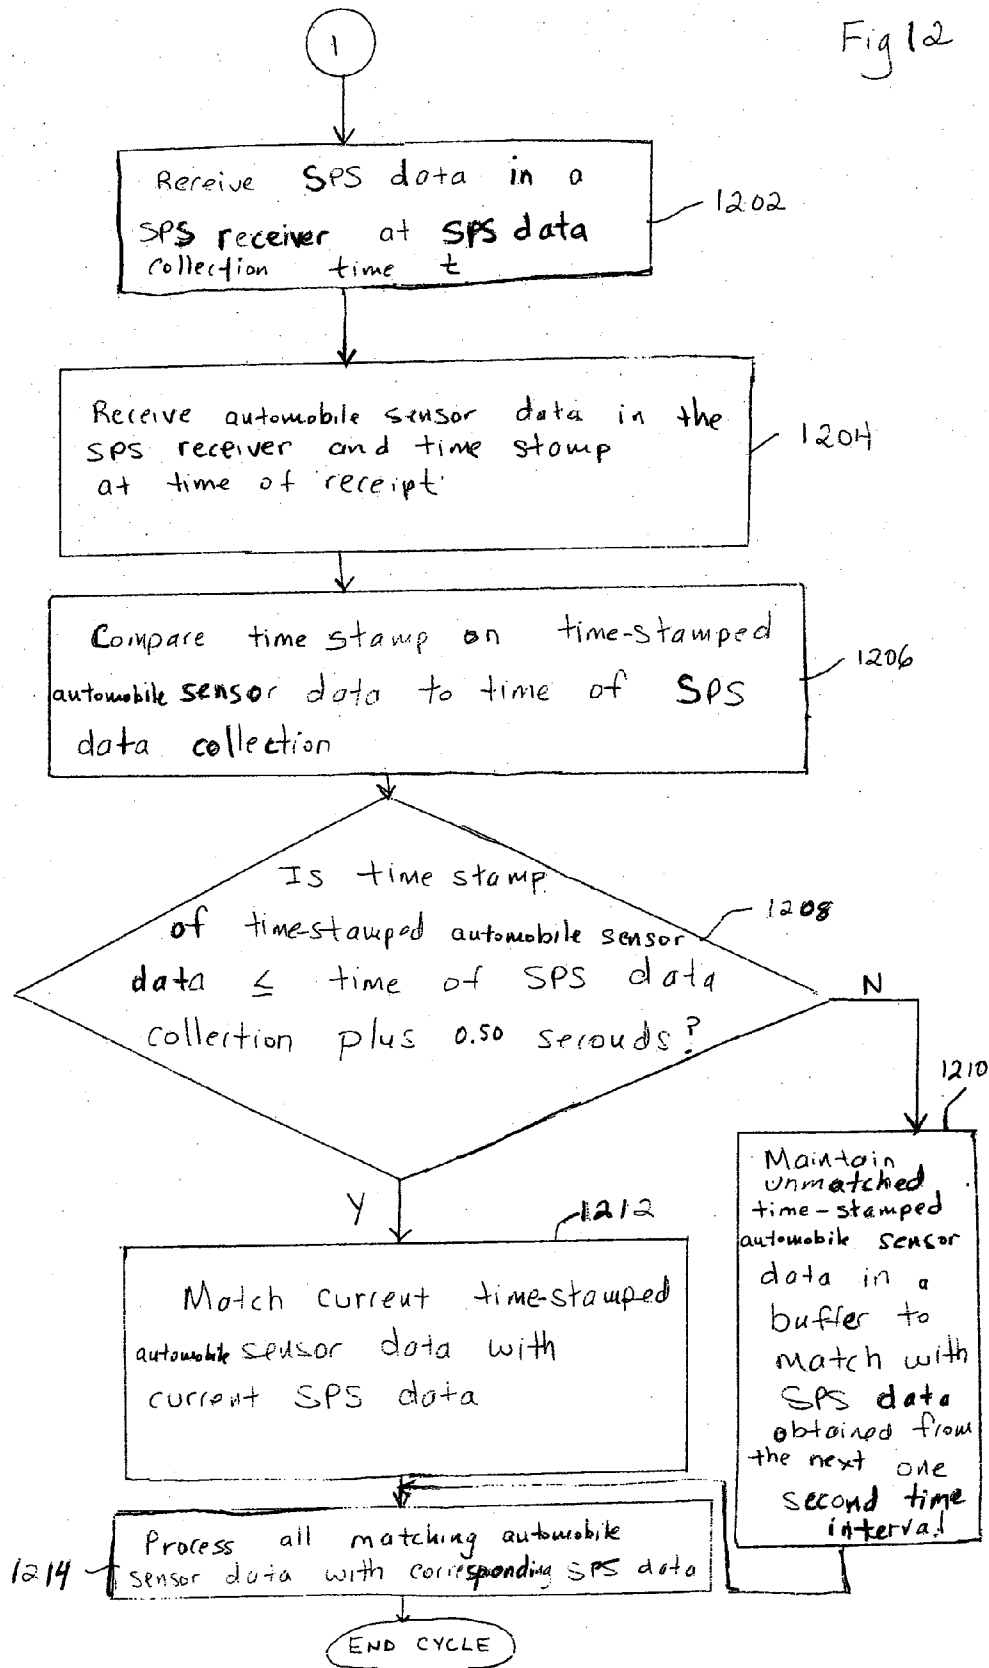 Fig 12
1
Receive SPS data in a
SPS receiver at SPS data
collection time t
1202
Receive automobile sensor data in the
SPS receiver and time stamp
at time of receipt
1204
Compare time stamp on time-stamped
automobile sensor data to time of SPS
data collection
1206
Is time stamp
of time-stamped automobile sensor
data ≤ time of SPS data
collection plus 0.50 seconds?
1208
N
1210
Maintain
unmatched
time-stamped
automobile sensor
data in a
buffer to
match with
SPS data
obtained from
the next one
second time
interval
Y
1212
Match current time-stamped
automobile sensor data with
current SPS data
Process all matching automobile
sensor data with corresponding SPS data
1214
END CYCLE